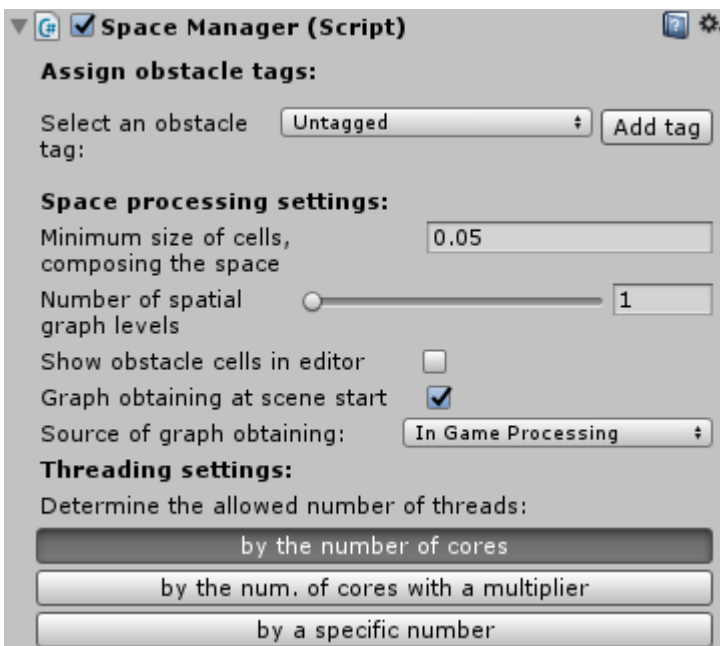 Space Manager (Script)
Assign obstacle tags:
Select an obstacle tag: Untagged Add tag
Space processing settings:
Minimum size of cells, composing the space 0.05
Number of spatial graph levels 1
Show obstacle cells in editor
Graph obtaining at scene start
Source of graph obtaining: In Game Processing
Threading settings:
Determine the allowed number of threads:
by the number of cores
by the num. of cores with a multiplier
by a specific number